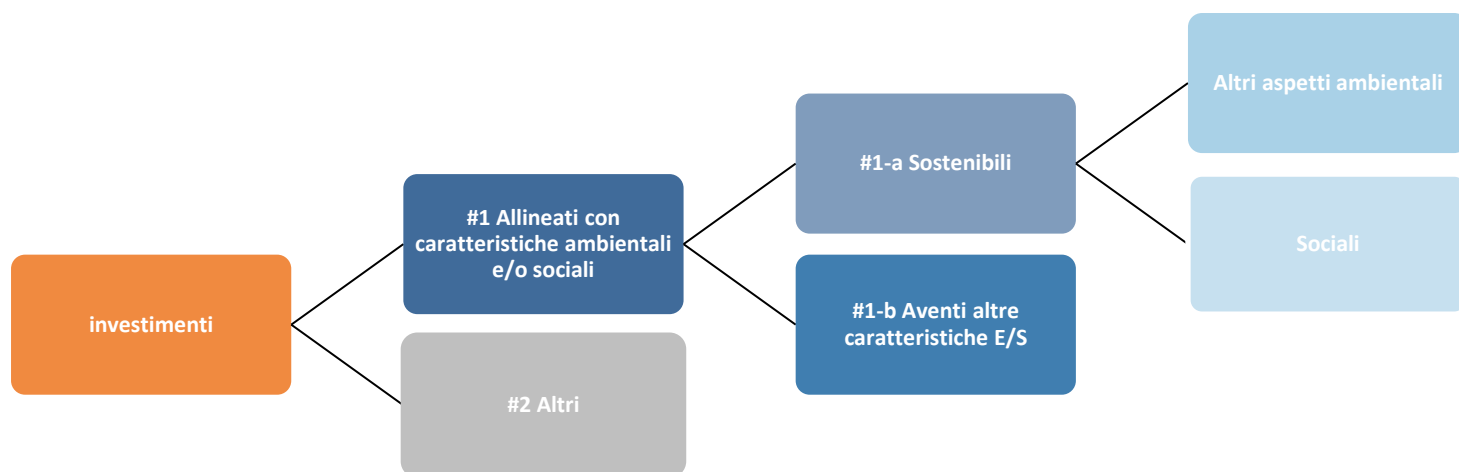 investimenti
#1 Allineati con
caratteristiche ambientali
e/o sociali
#2 Altri
#1-a Sostenibili
#1-b Aventi altre
caratteristiche E/S
Altri aspetti ambientali
Sociali